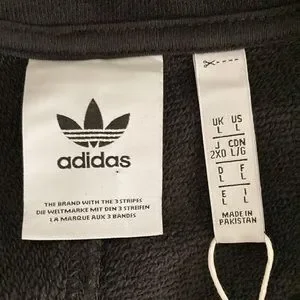 adidas
THE BRAND WITH THE 3 STRIPES
DIE WELTMARKE MIT DEN 3 STREIFEN
LA MARQUE AUX 3 BANDES
UK US
L L
J CDN
2XO L/G
D F
L L
E I
L L
MADE IN
PAKISTAN